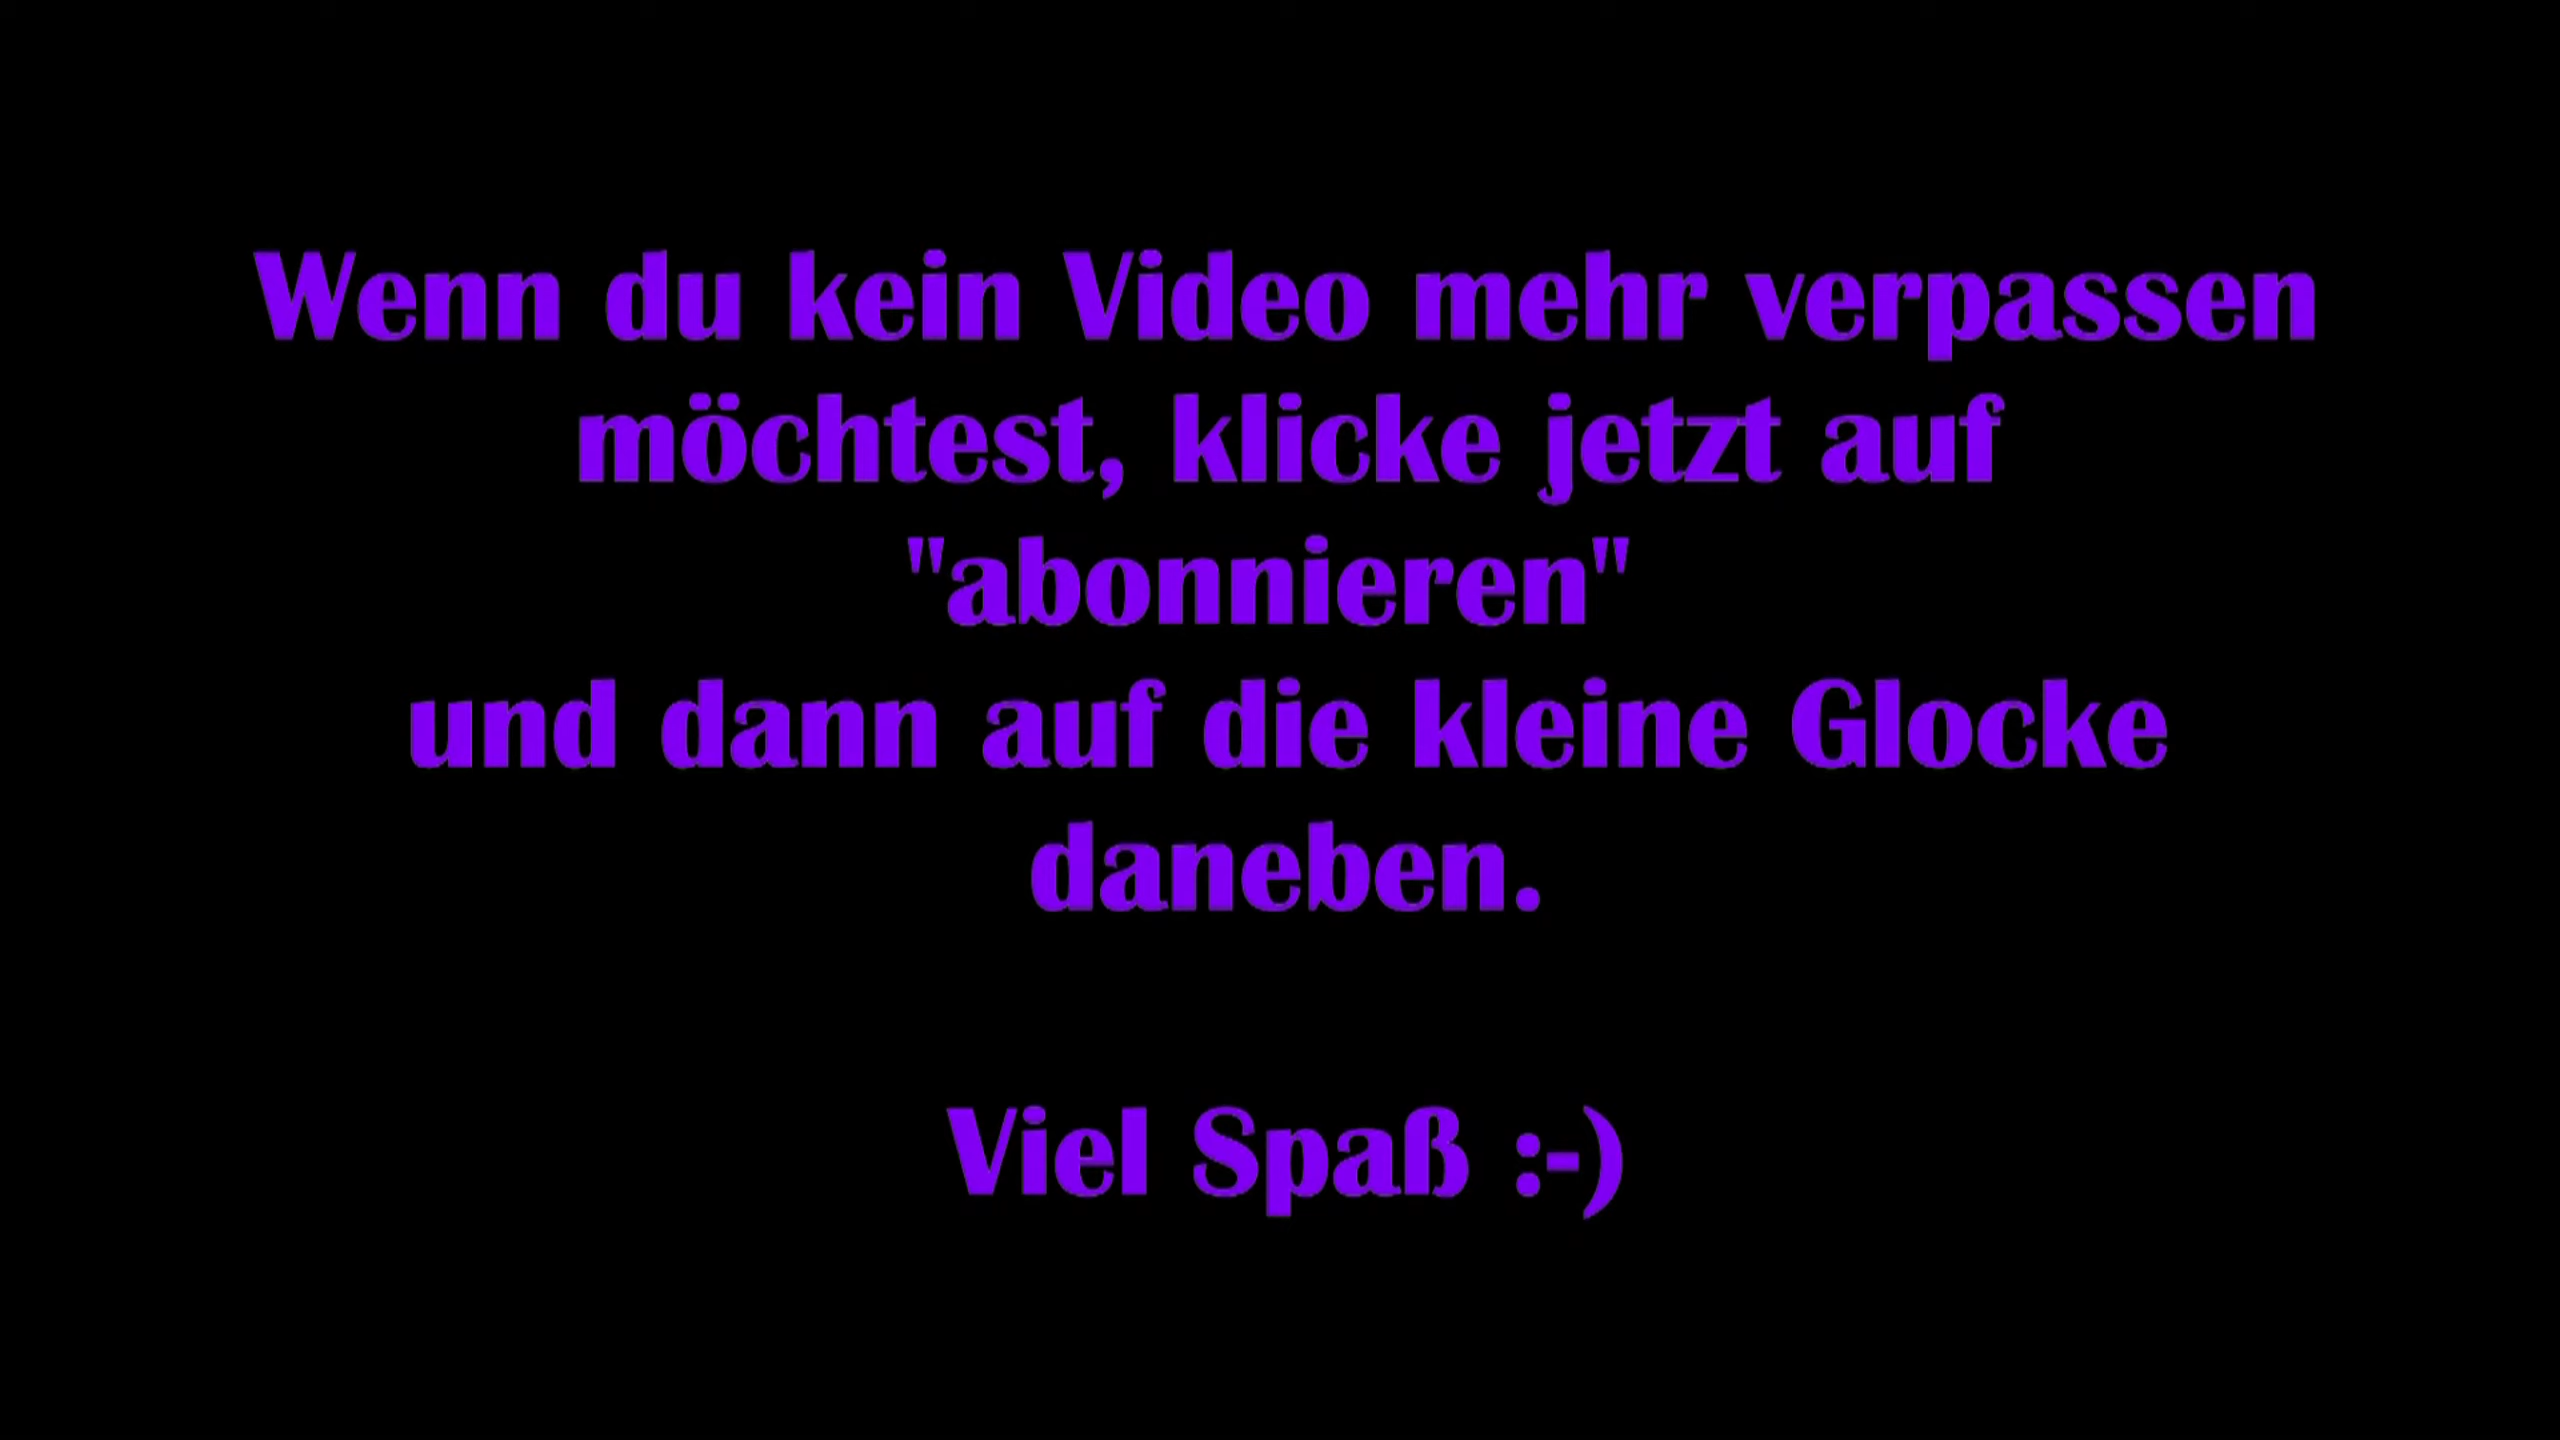 Wenn du kein Video mehr verpassen
möchtest, klicke jetzt auf
"abonnieren"
und dann auf die kleine Glocke
daneben.
Viel Spaß :-)